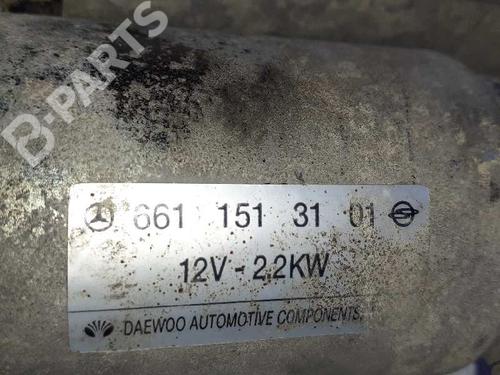 B-PARTS
661 151 31 01
12V - 2.2KW
DAEWOO AUTOMOTIVE COMPONENTS.